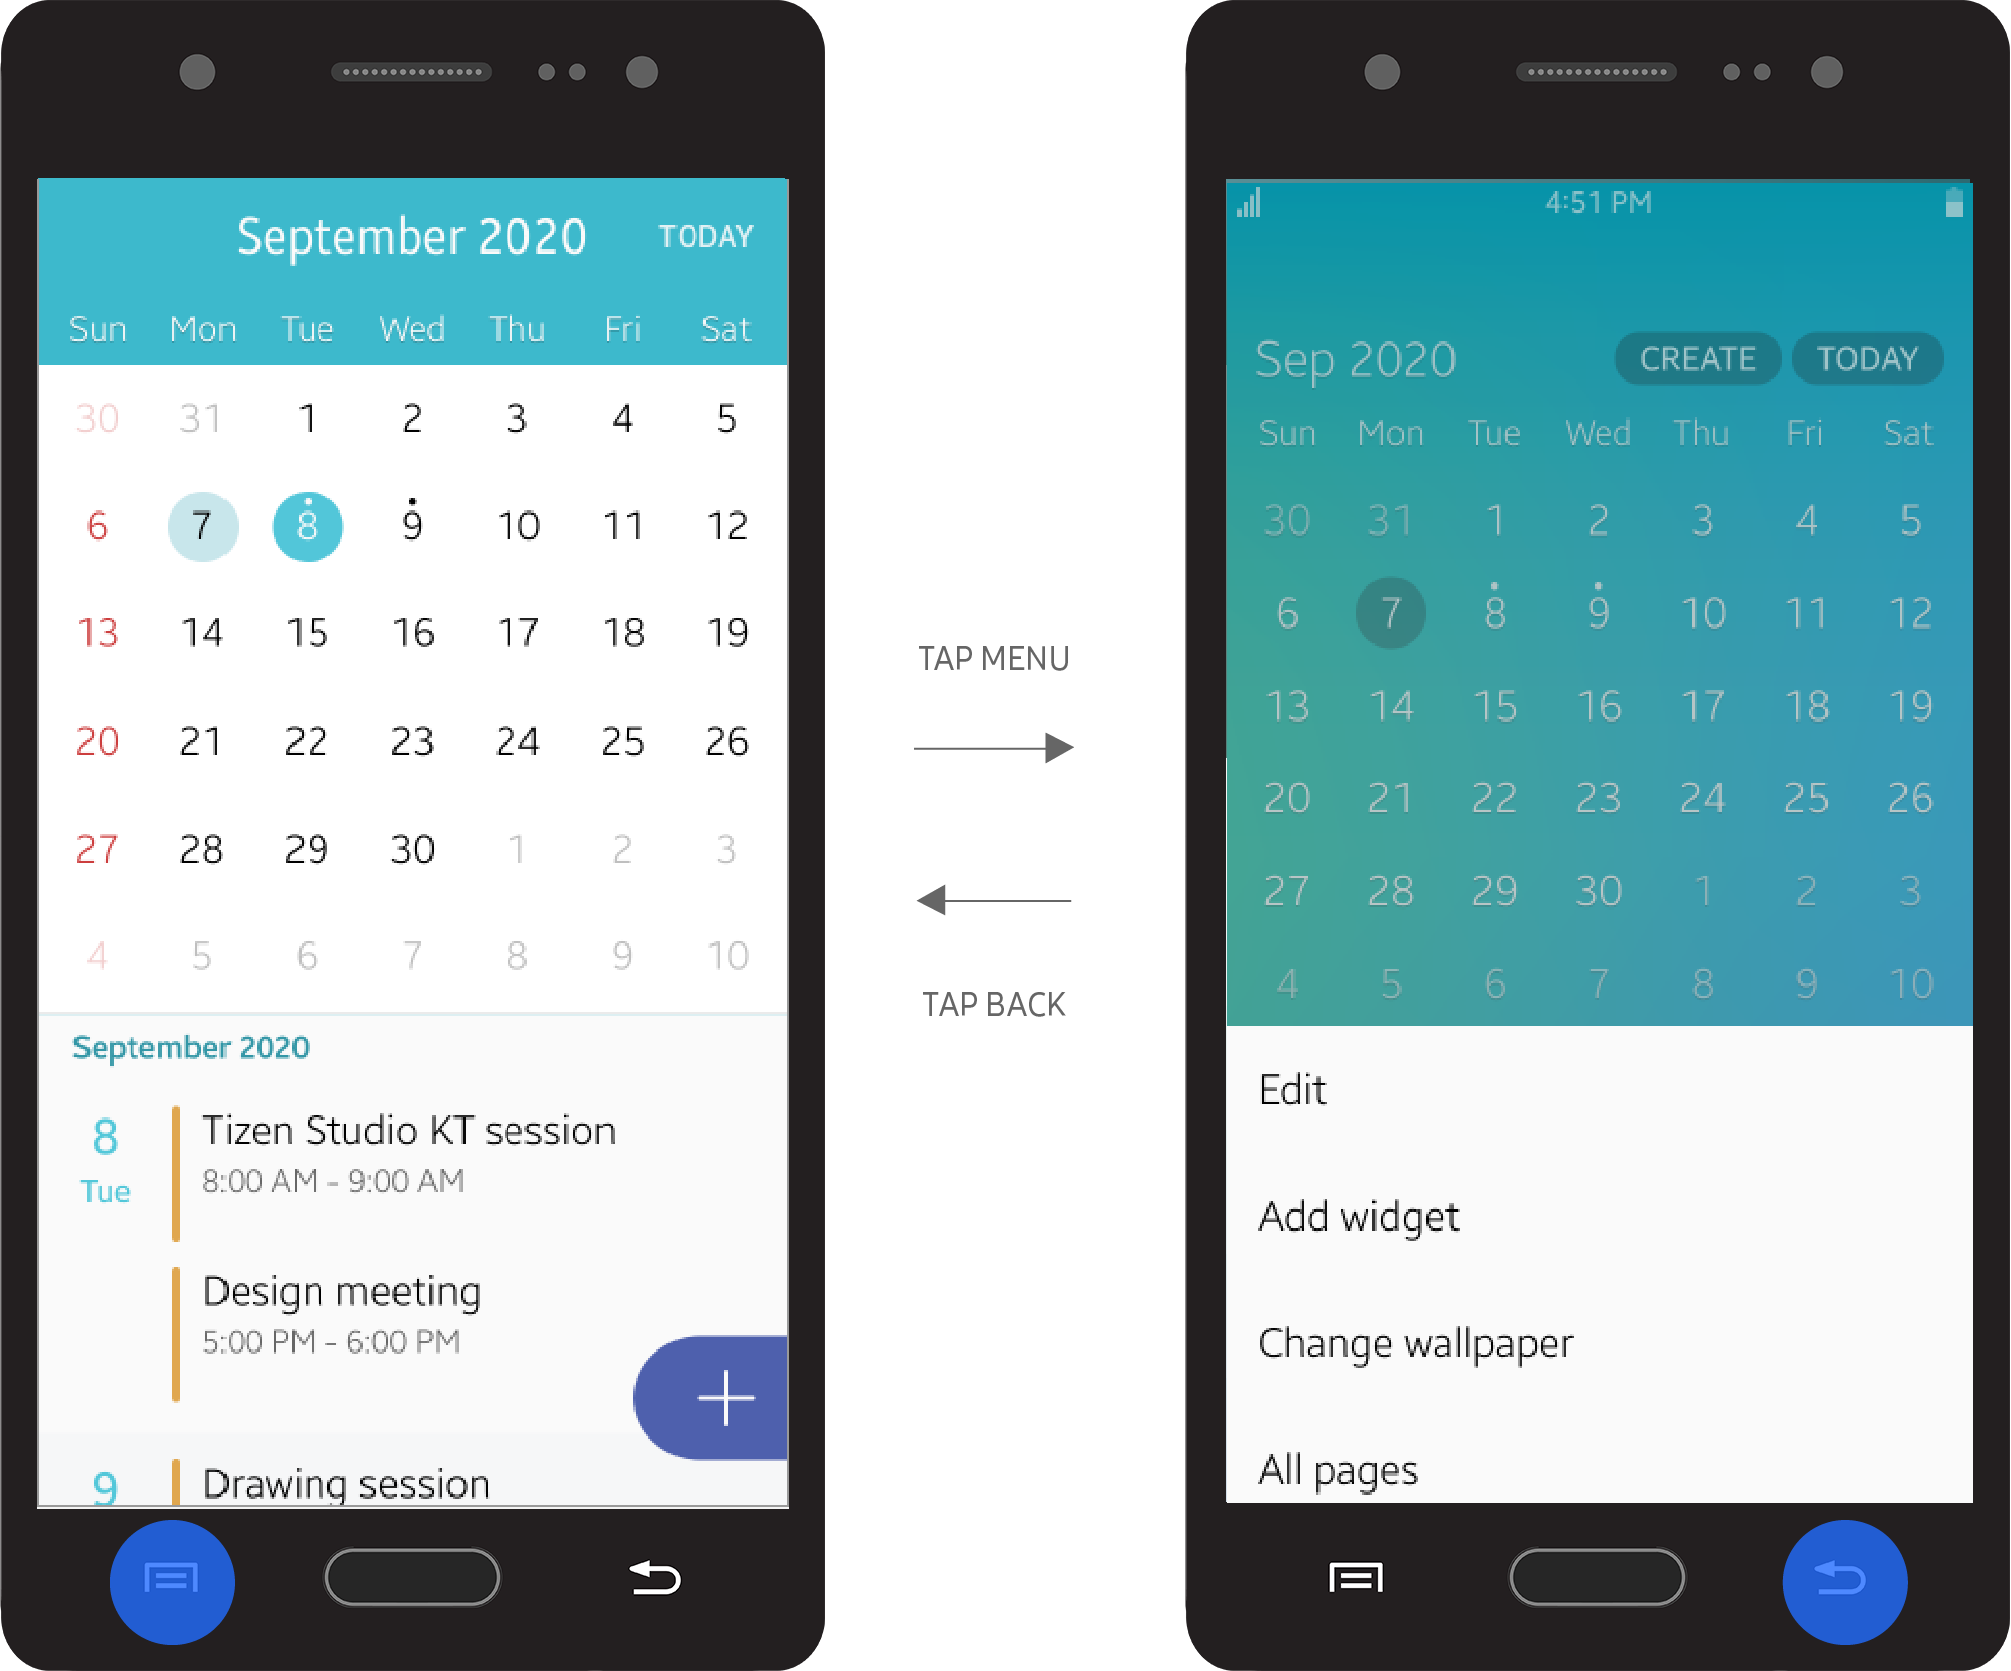 September 2020 TODAY
Sun Mon Tue Wed Thu Fri Sat
30 31 1 2 3 4 5
6 7 8 9 10 11 12
13 14 15 16 17 18 19
20 21 22 23 24 25 26
27 28 29 30 1 2 3
4 5 6 7 8 9 10
September 2020
8 Tizen Studio KT session
Tue 8:00 AM - 9:00 AM
Design meeting
5:00 PM - 6:00 PM
9 Drawing session
TAP MENU
TAP BACK
4:51 PM
Sep 2020 CREATE TODAY
Sun Mon Tue Wed Thu Fri Sat
30 31 1 2 3 4 5
6 7 8 9 10 11 12
13 14 15 16 17 18 19
20 21 22 23 24 25 26
27 28 29 30 1 2 3
4 5 6 7 8 9 10
Edit
Add widget
Change wallpaper
All pages